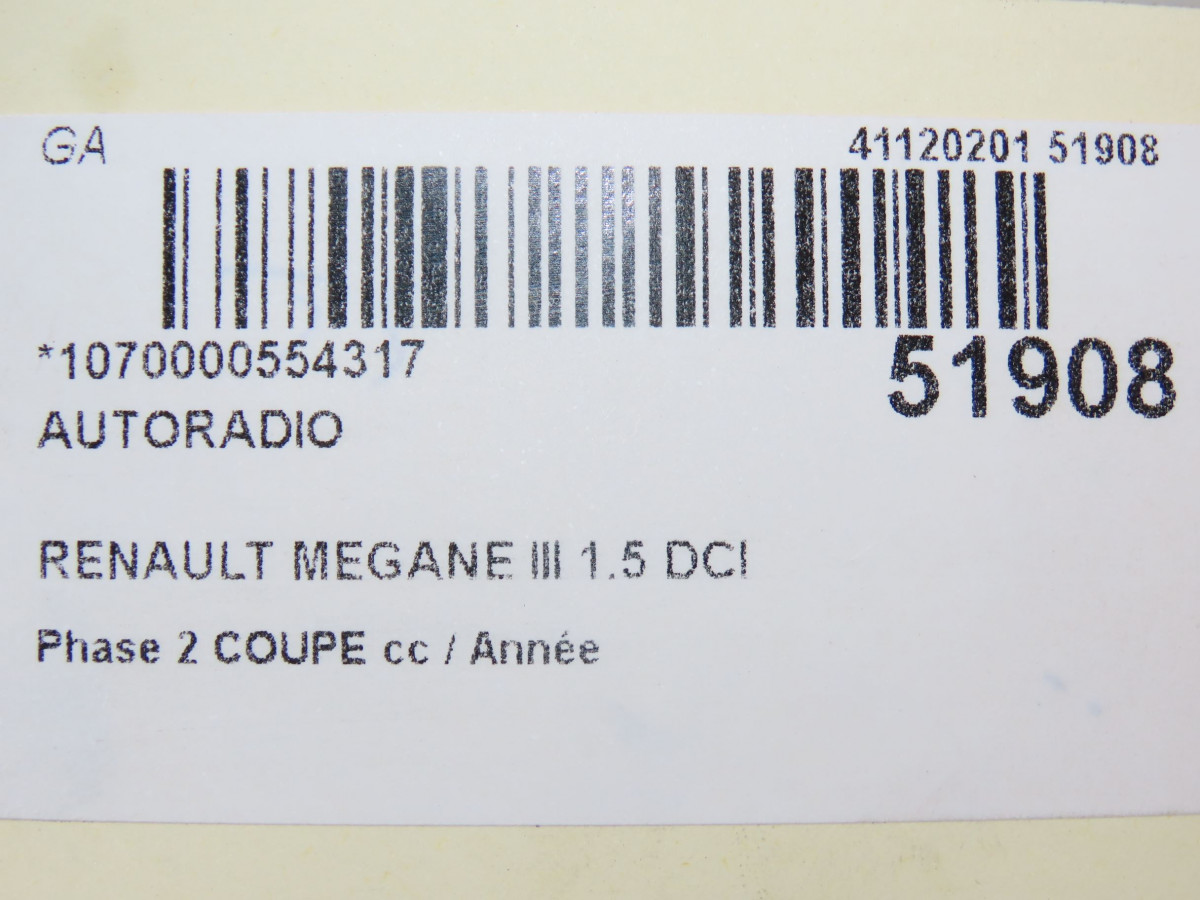 GA 41120201 51908
*1070000554317 51908
AUTORADIO
RENAULT MEGANE III 1.5 DCI
Phase 2 COUPE cc / Année